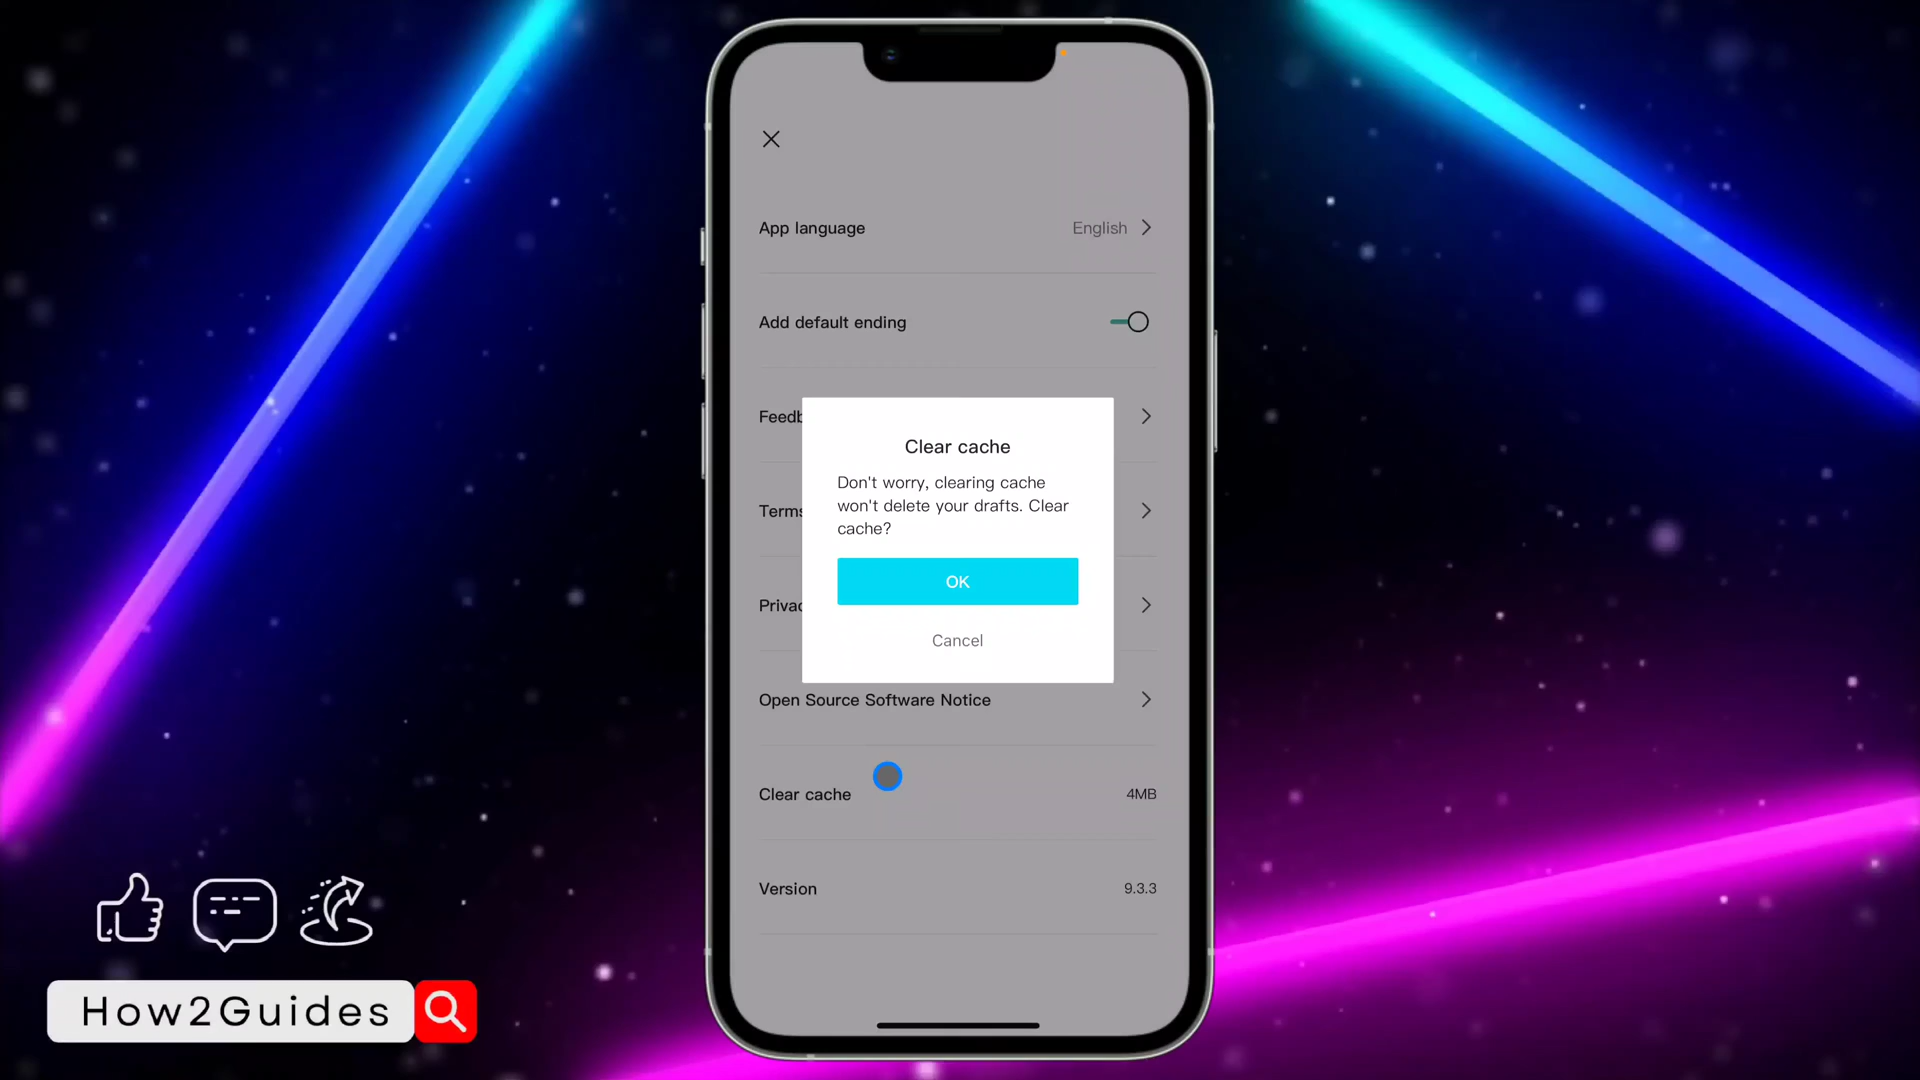 App language English
Add default ending
Feedb
Clear cache
Don't worry, clearing cache
won't delete your drafts. Clear
cache?
OK
Terms
Privac
Cancel
Open Source Software Notice
Clear cache 4MB
Version 9.3.3
How2Guides